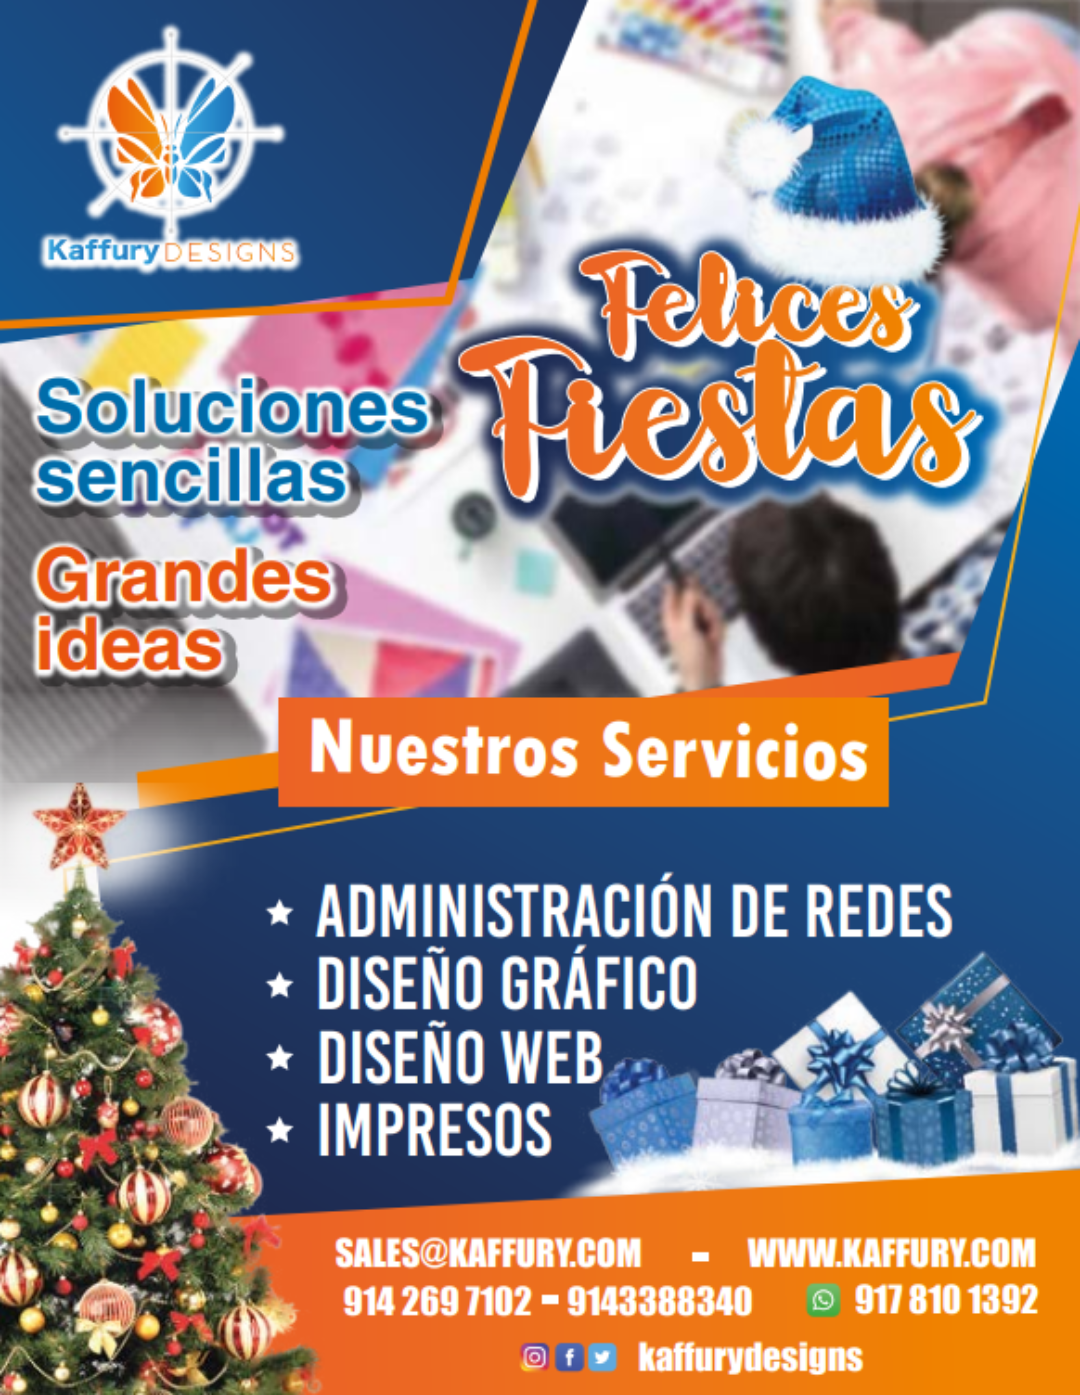 Kaffury DESIGNS
Felices
Fiestas
Soluciones
sencillas
Grandes
ideas
Nuestros Servicios
ADMINISTRACIÓN DE REDES
DISEÑO GRÁFICO
DISEÑO WEB
IMPRESOS
SALES@KAFFURY.COM - WWW.KAFFURY.COM
914 269 7102 - 9143388340 917 810 1392
kaffurydesigns